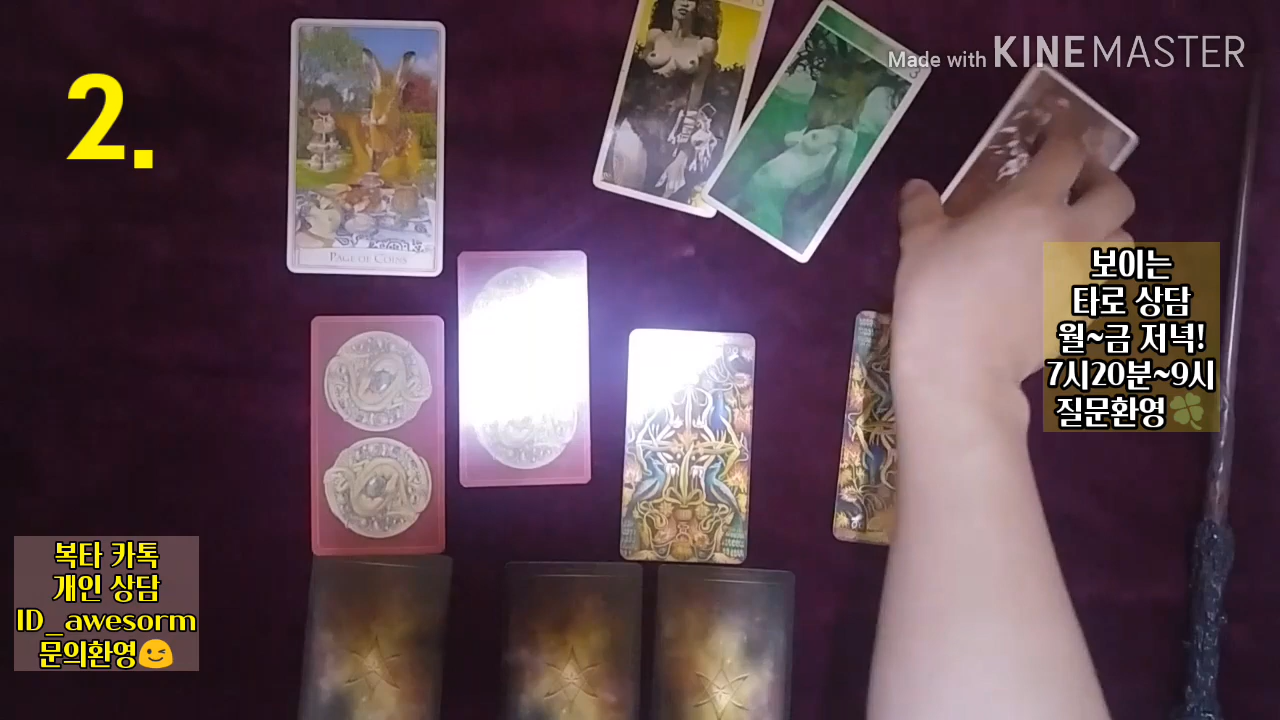 2.
Made with KINEMASTER
PAGE OF COINS
보이는
타로 상담
월~금 저녁!
7시20분~9시
질문환영🍀
복타 카톡
개인 상담
ID_awesorm
문의환영😉